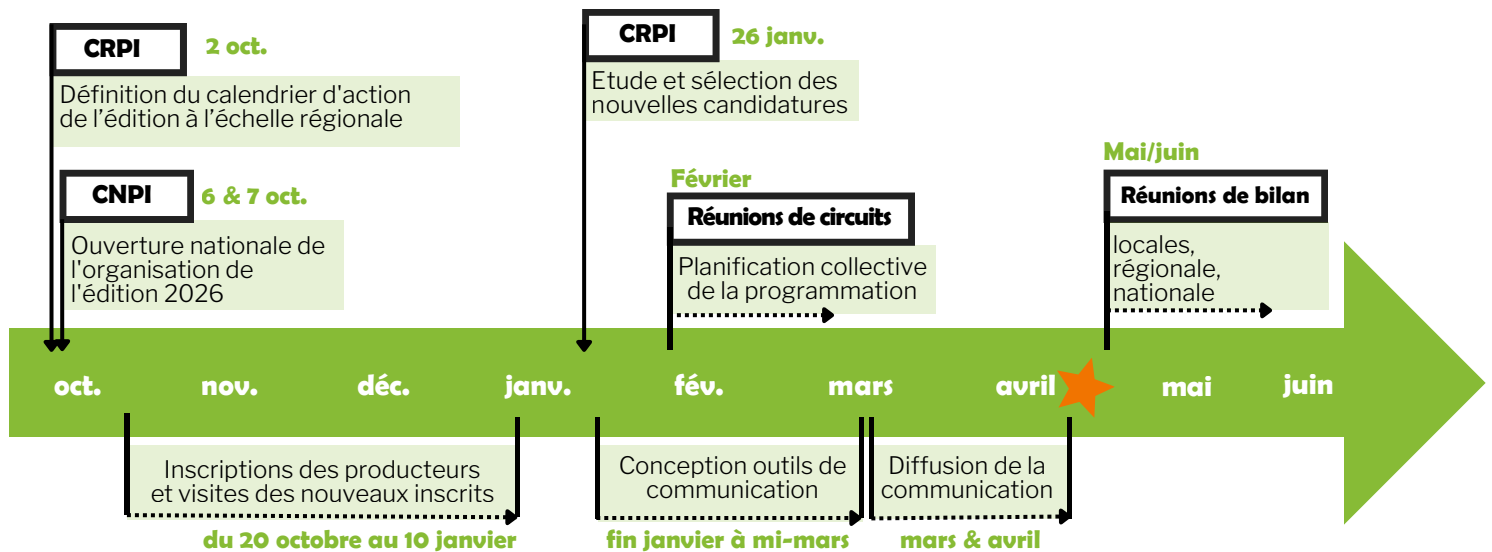 CRPI
2 oct.
Définition du calendrier d'action
de l’édition à l’échelle régionale
CNPI
6 & 7 oct.
Ouverture nationale de
l'organisation de
l'édition 2026
CRPI
26 janv.
Etude et sélection des
nouvelles candidatures
Février
Réunions de circuits
Planification collective
de la programmation
Mai/juin
Réunions de bilan
locales,
régionale,
nationale
oct.
nov.
déc.
janv.
fév.
mars
avril
mai
juin
Inscriptions des producteurs
et visites des nouveaux inscrits
du 20 octobre au 10 janvier
Conception outils de
communication
fin janvier à mi-mars
Diffusion de la
communication
mars & avril